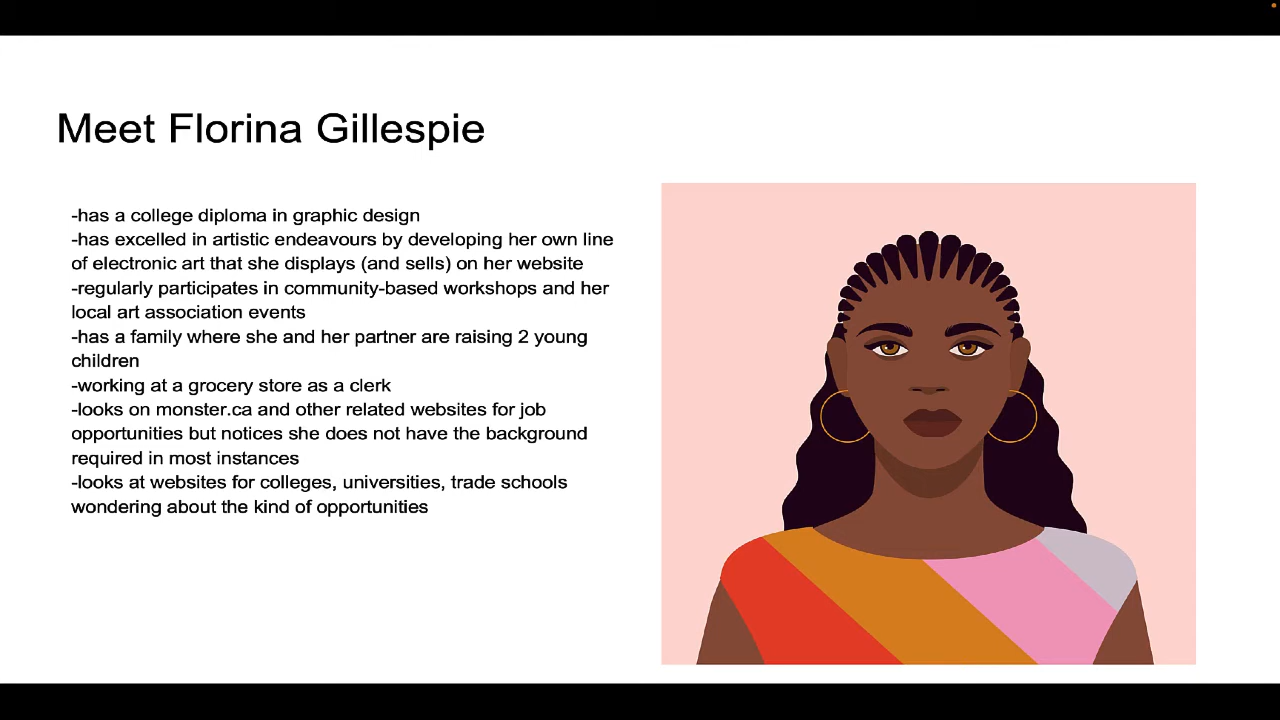 Meet Florina Gillespie
-has a college diploma in graphic design
-has excelled in artistic endeavours by developing her own line
of electronic art that she displays (and sells) on her website
-regularly participates in community-based workshops and her
local art association events
-has a family where she and her partner are raising 2 young
children
-working at a grocery store as a clerk
-looks on monster.ca and other related websites for job
opportunities but notices she does not have the background
required in most instances
-looks at websites for colleges, universities, trade schools
wondering about the kind of opportunities